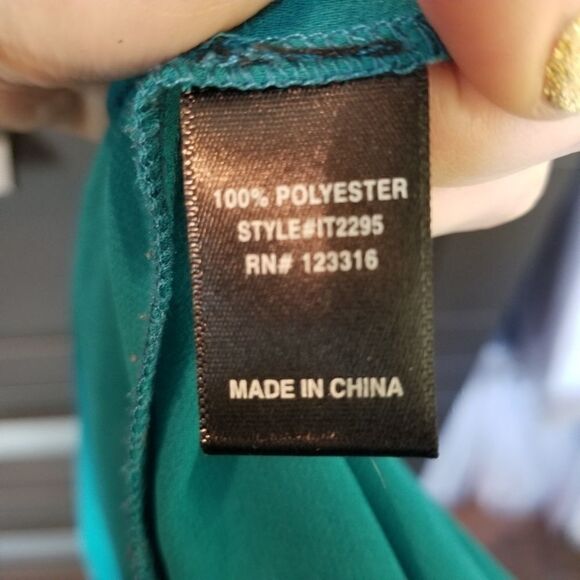 100% POLYESTER
STYLE#IT2295
RN# 123316
MADE IN CHINA